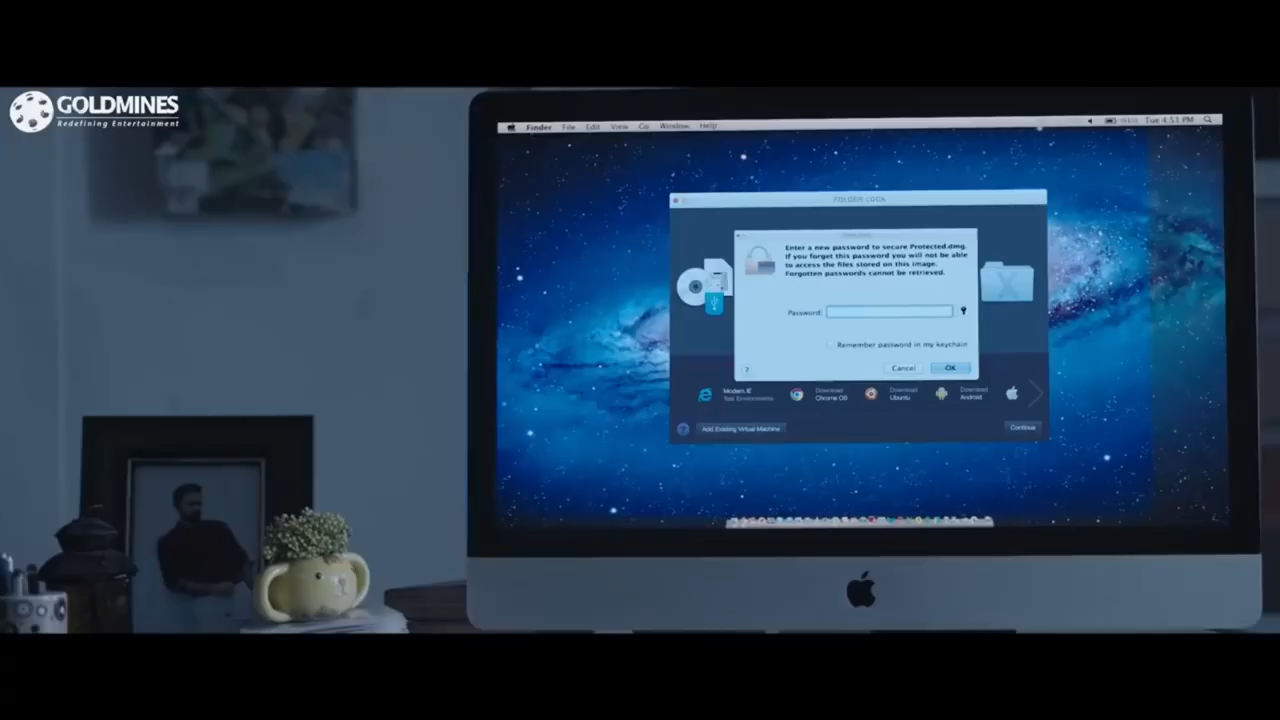 GOLDMINES
Redefining Entertainment
Finder File Edit View Go Window Help
Tue 4:51 PM
FOLDER LOCK
Enter a new password to secure Protected.dmg.
If you forget this password you will not be able
to access the files stored on this image.
Forgotten passwords cannot be retrieved.
Password:
Remember password in my keychain
?
Cancel
OK
Modern.IE
Test Environments
Download
Chrome OS
Download
Ubuntu
Download
Android
?
Add Existing Virtual Machine
Continue